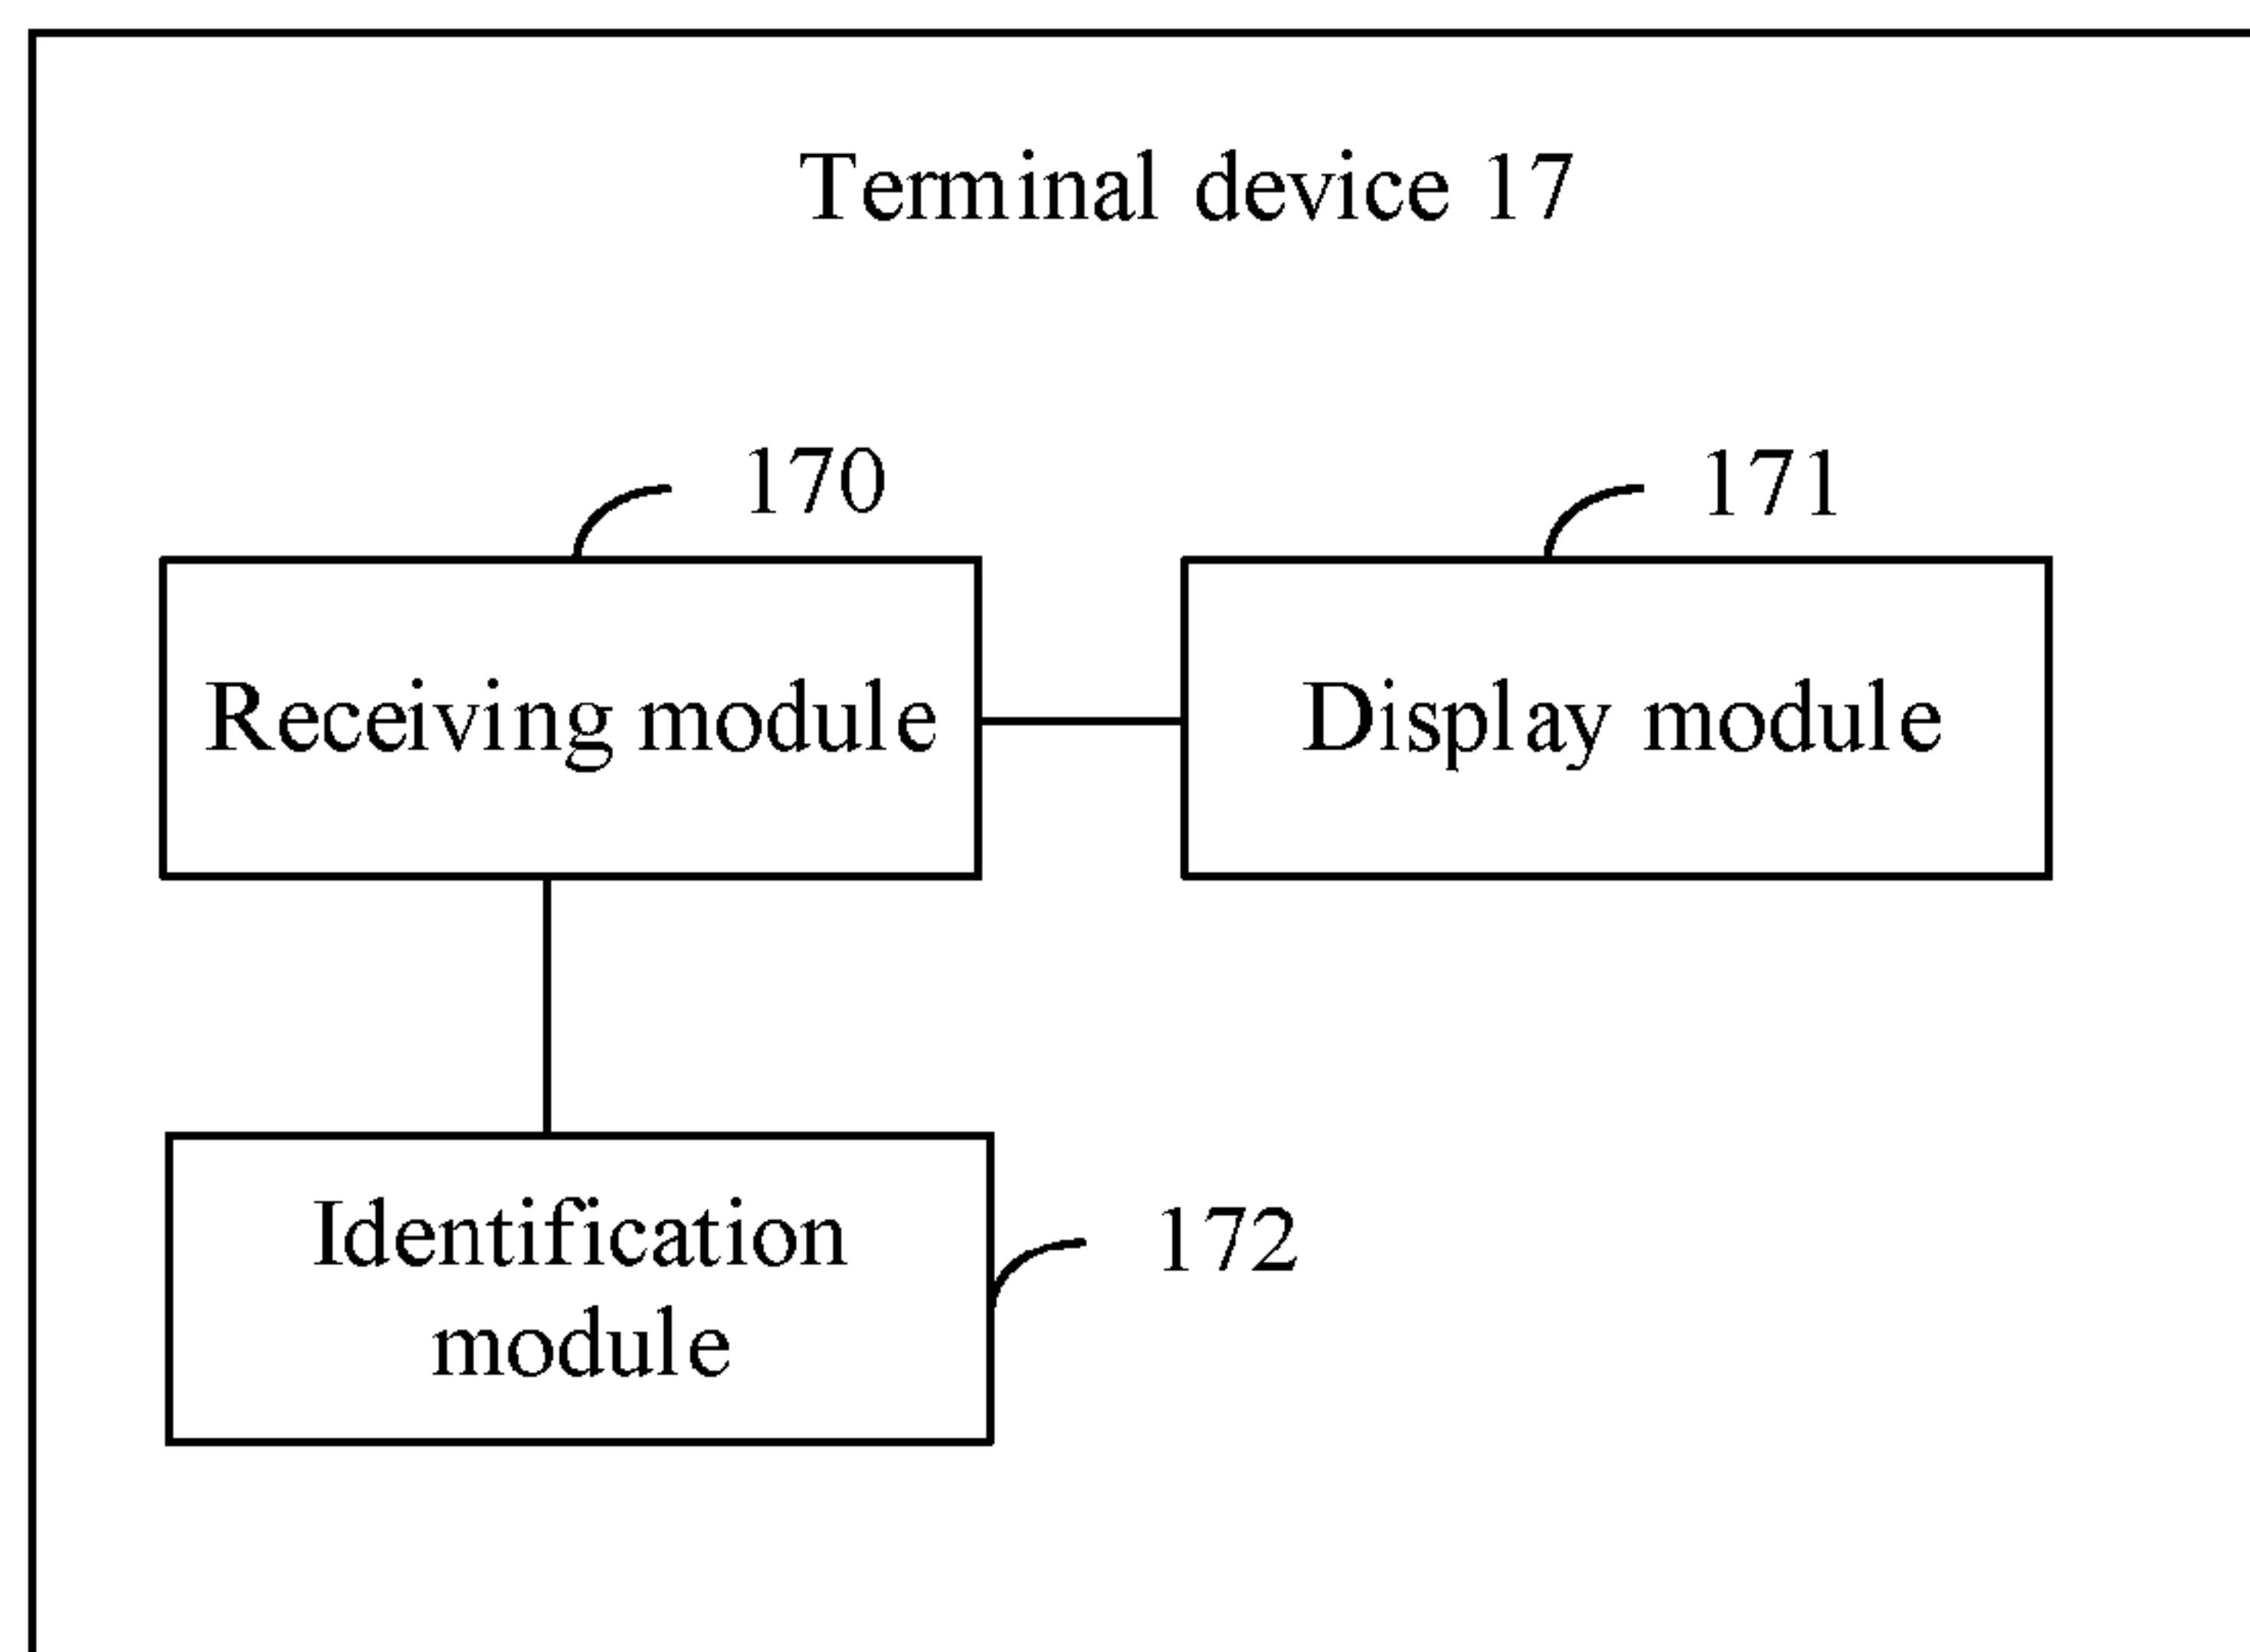 Terminal device 17
170
171
Receiving module
Display module
Identification
module
172